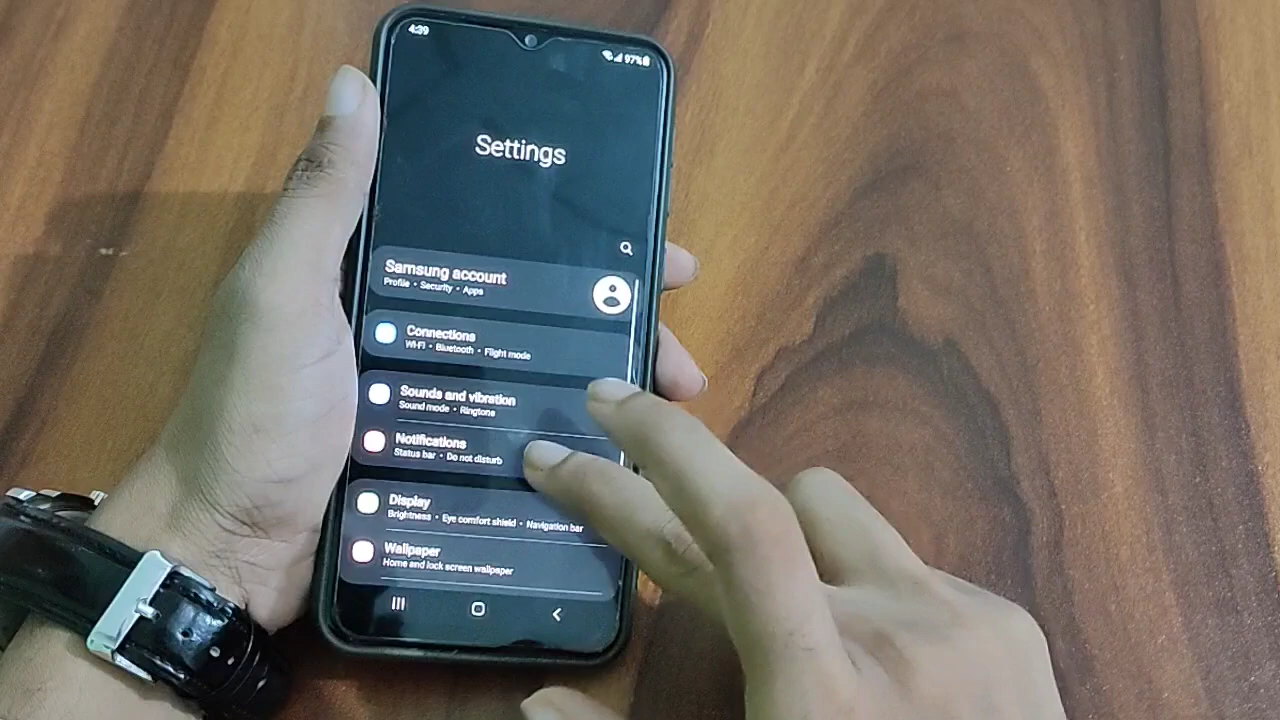 4:39
97%
Settings
Samsung account
Profile • Security • Apps
Connections
Wi-Fi • Bluetooth • Flight mode
Sounds and vibration
Sound mode • Ringtone
Notifications
Status bar • Do not disturb
Display
Brightness • Eye comfort shield • Navigation bar
Wallpaper
Home and lock screen wallpaper